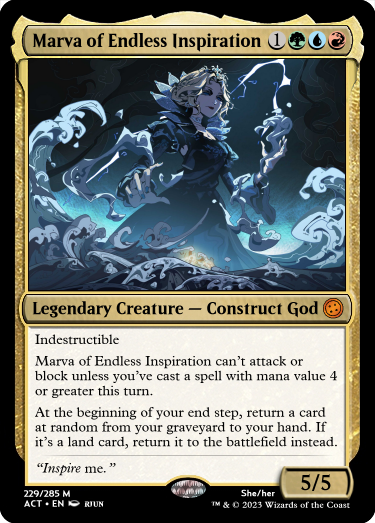 Marva of Endless Inspiration 1
Legendary Creature — Construct God
Indestructible
Marva of Endless Inspiration can't attack or
block unless you've cast a spell with mana value 4
or greater this turn.
At the beginning of your end step, return a card
at random from your graveyard to your hand. If
it's a land card, return it to the battlefield instead.
“Inspire me.”
5/5
229/285 M She/her
ACT • EN RJUN ™ & © 2023 Wizards of the Coast